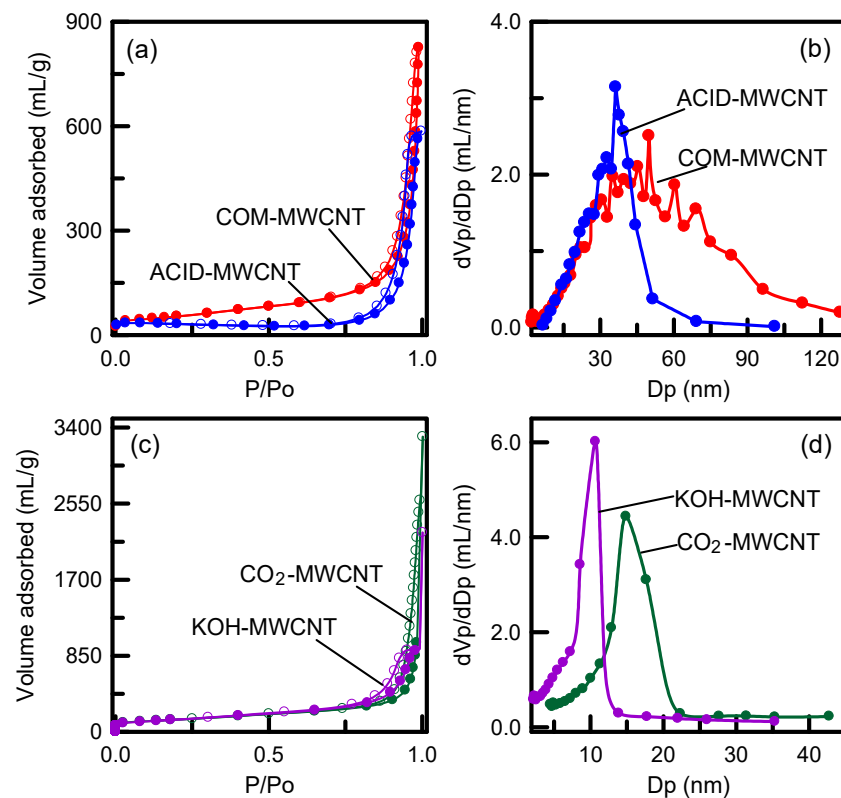 (a)
900
600
300
0
Volume adsorbed (mL/g)
COM-MWCNT
ACID-MWCNT
0.0 0.5 1.0
P/Po
(b)
4.0
2.0
0.0
dVp/dDp (mL/nm)
ACID-MWCNT
COM-MWCNT
30 60 90 120
Dp (nm)
(c)
3400
2550
1700
850
0
Volume adsorbed (mL/g)
CO₂-MWCNT
KOH-MWCNT
0.0 0.5 1.0
P/Po
(d)
6.0
4.0
2.0
0.0
dVp/dDp (mL/nm)
KOH-MWCNT
CO₂-MWCNT
10 20 30 40
Dp (nm)